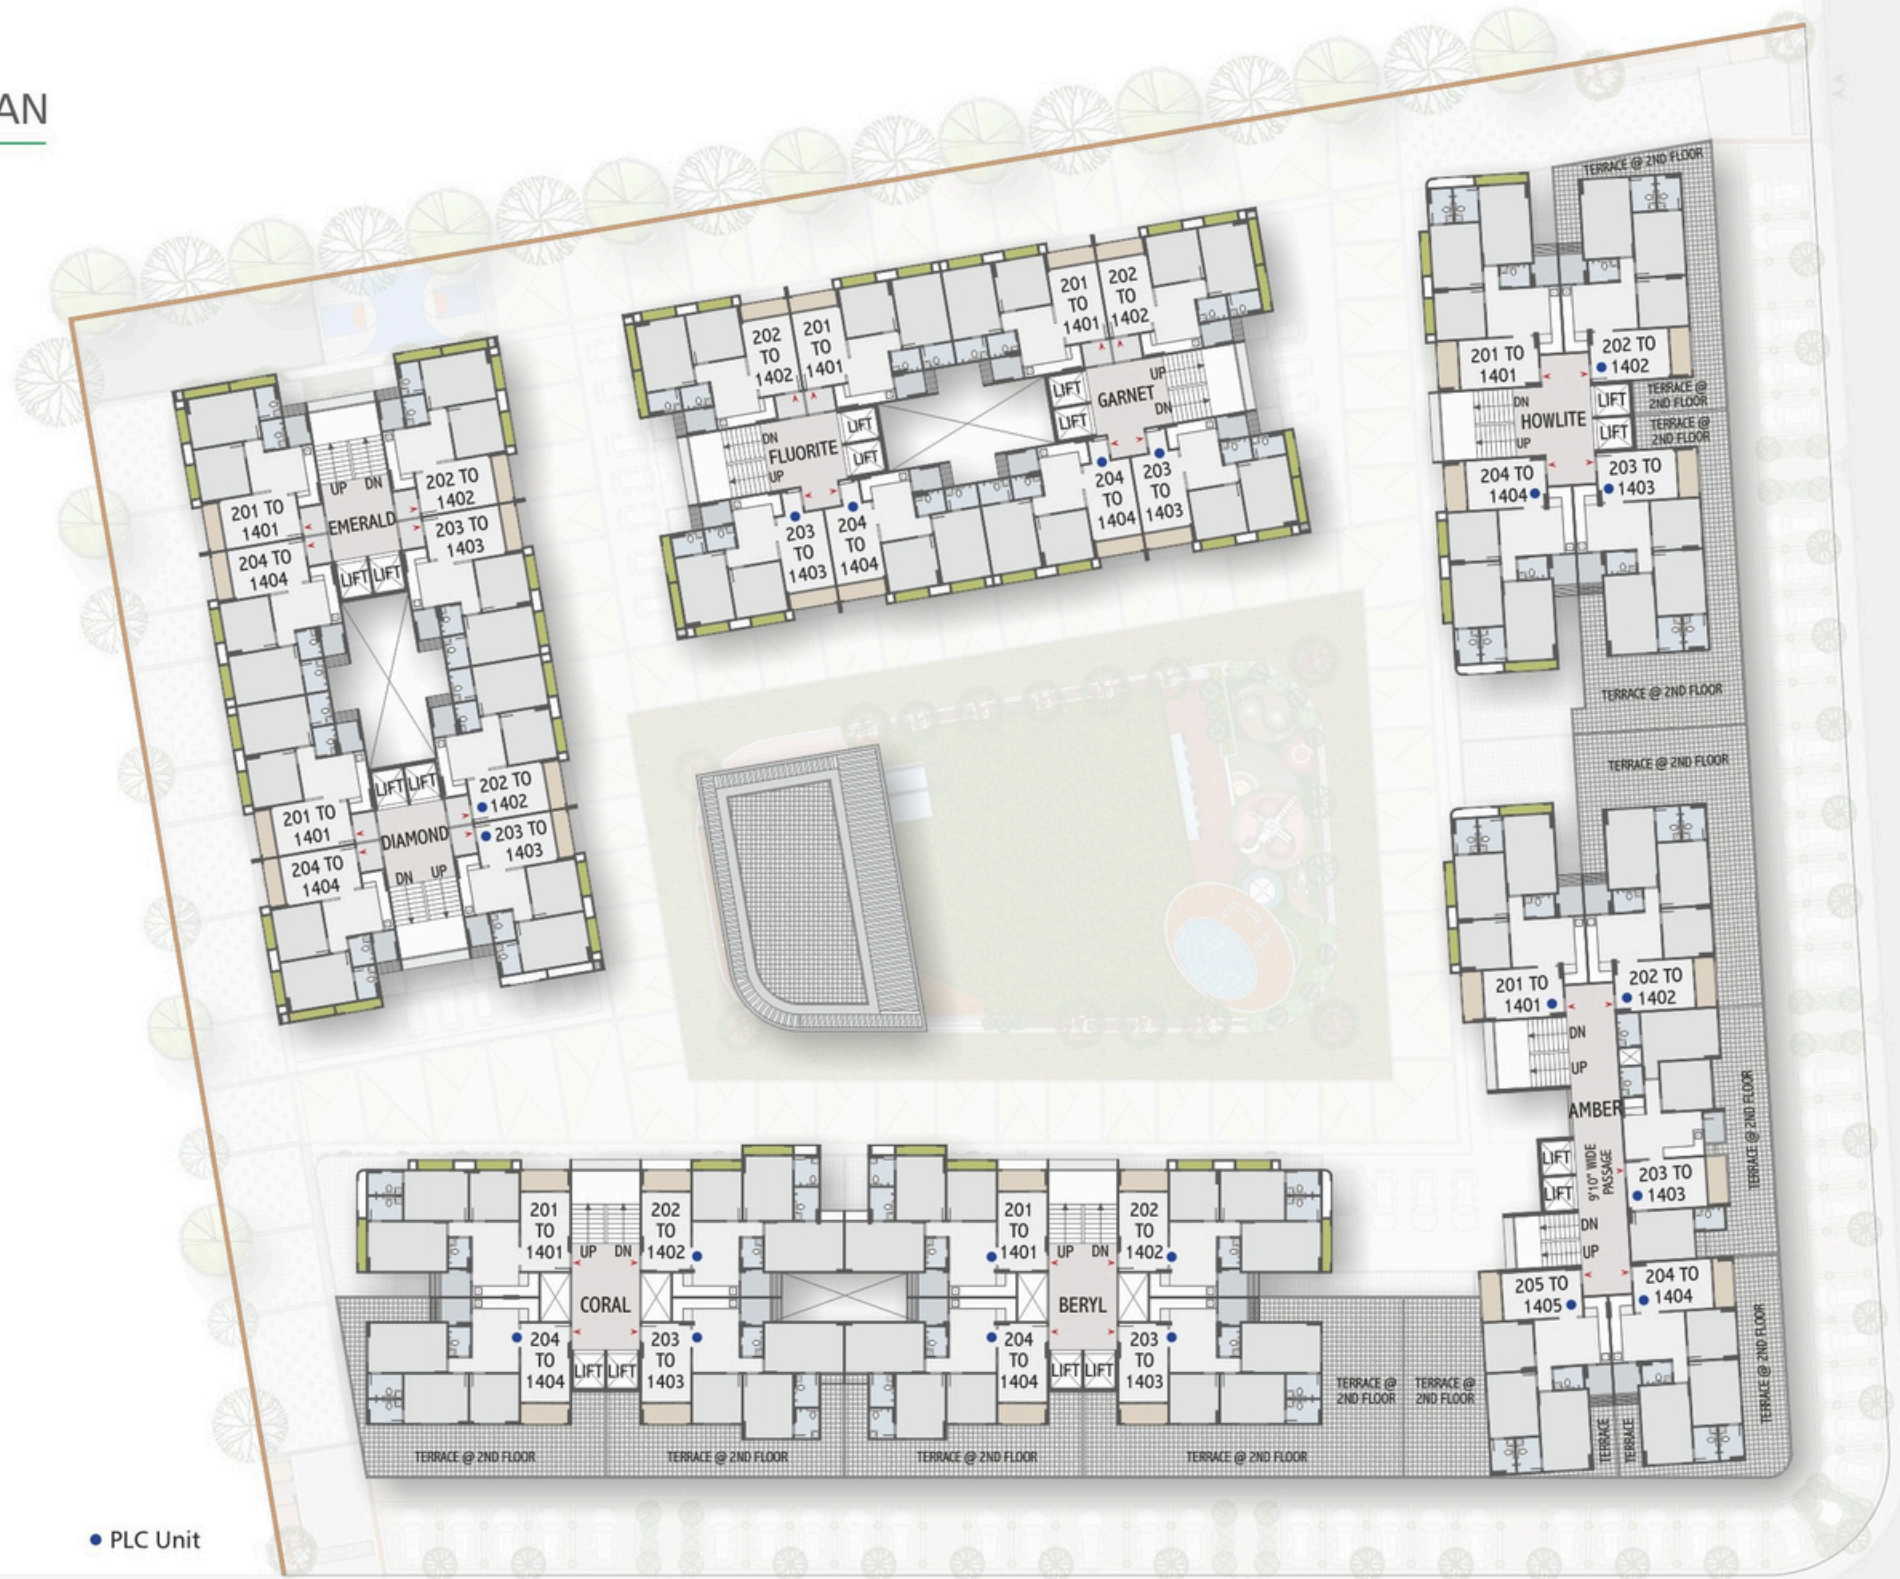 AN
TERRACE @ 2ND FLOOR
201 TO
1401
202 TO
1402
TERRACE @
2ND FLOOR
TERRACE @
2ND FLOOR
LIFT
LIFT
DN
HOWLITE
UP
204 TO
1404
203 TO
1403
TERRACE @ 2ND FLOOR
202
TO
1402
201
TO
1401
LIFT
LIFT
DN
FLUORITE
UP
203
TO
1403
204
TO
1404
201
TO
1401
202
TO
1402
LIFT
LIFT
UP
GARNET
DN
204
TO
1404
203
TO
1403
201 TO
1401
202 TO
1402
UP DN
EMERALD
204 TO
1404
203 TO
1403
LIFT LIFT
LIFT LIFT
201 TO
1401
202 TO
1402
DIAMOND
204 TO
1404
203 TO
1403
DN UP
TERRACE @ 2ND FLOOR
201 TO
1401
202 TO
1402
DN
UP
AMBER
9'10" WIDE
PASSAGE
LIFT
LIFT
203 TO
1403
DN
UP
205 TO
1405
204 TO
1404
TERRACE @ 2ND FLOOR
TERRACE @ 2ND FLOOR
TERRACE
TERRACE
201
TO
1401
202
TO
1402
UP DN
CORAL
204
TO
1404
203
TO
1403
LIFT LIFT
201
TO
1401
202
TO
1402
UP DN
BERYL
204
TO
1404
203
TO
1403
LIFT LIFT
TERRACE @
2ND FLOOR
TERRACE @
2ND FLOOR
TERRACE @ 2ND FLOOR
TERRACE @ 2ND FLOOR
TERRACE @ 2ND FLOOR
TERRACE @ 2ND FLOOR
PLC Unit